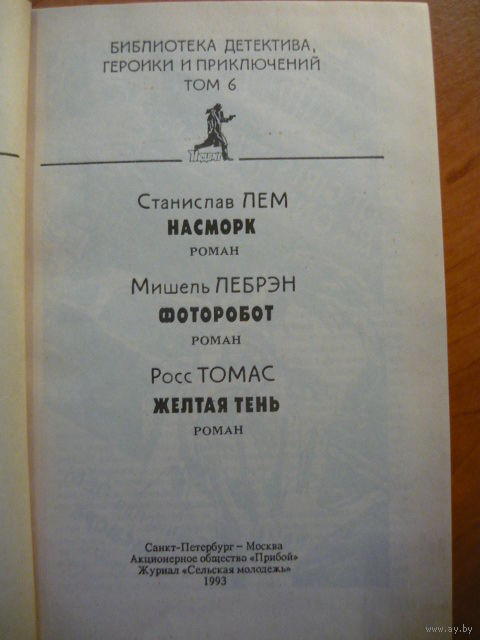 БИБЛИОТЕКА ДЕТЕКТИВА,
ГЕРОИКИ И ПРИКЛЮЧЕНИЙ
ТОМ 6
Станислав ЛЕМ
НАСМОРК
РОМАН
Мишель ЛЕБРЭН
ФОТОРОБОТ
РОМАН
Росс ТОМАС
ЖЕЛТАЯ ТЕНЬ
РОМАН
Санкт-Петербург – Москва
Акционерное общество «Прибой»
Журнал «Сельская молодежь»
1993
www.ay.by